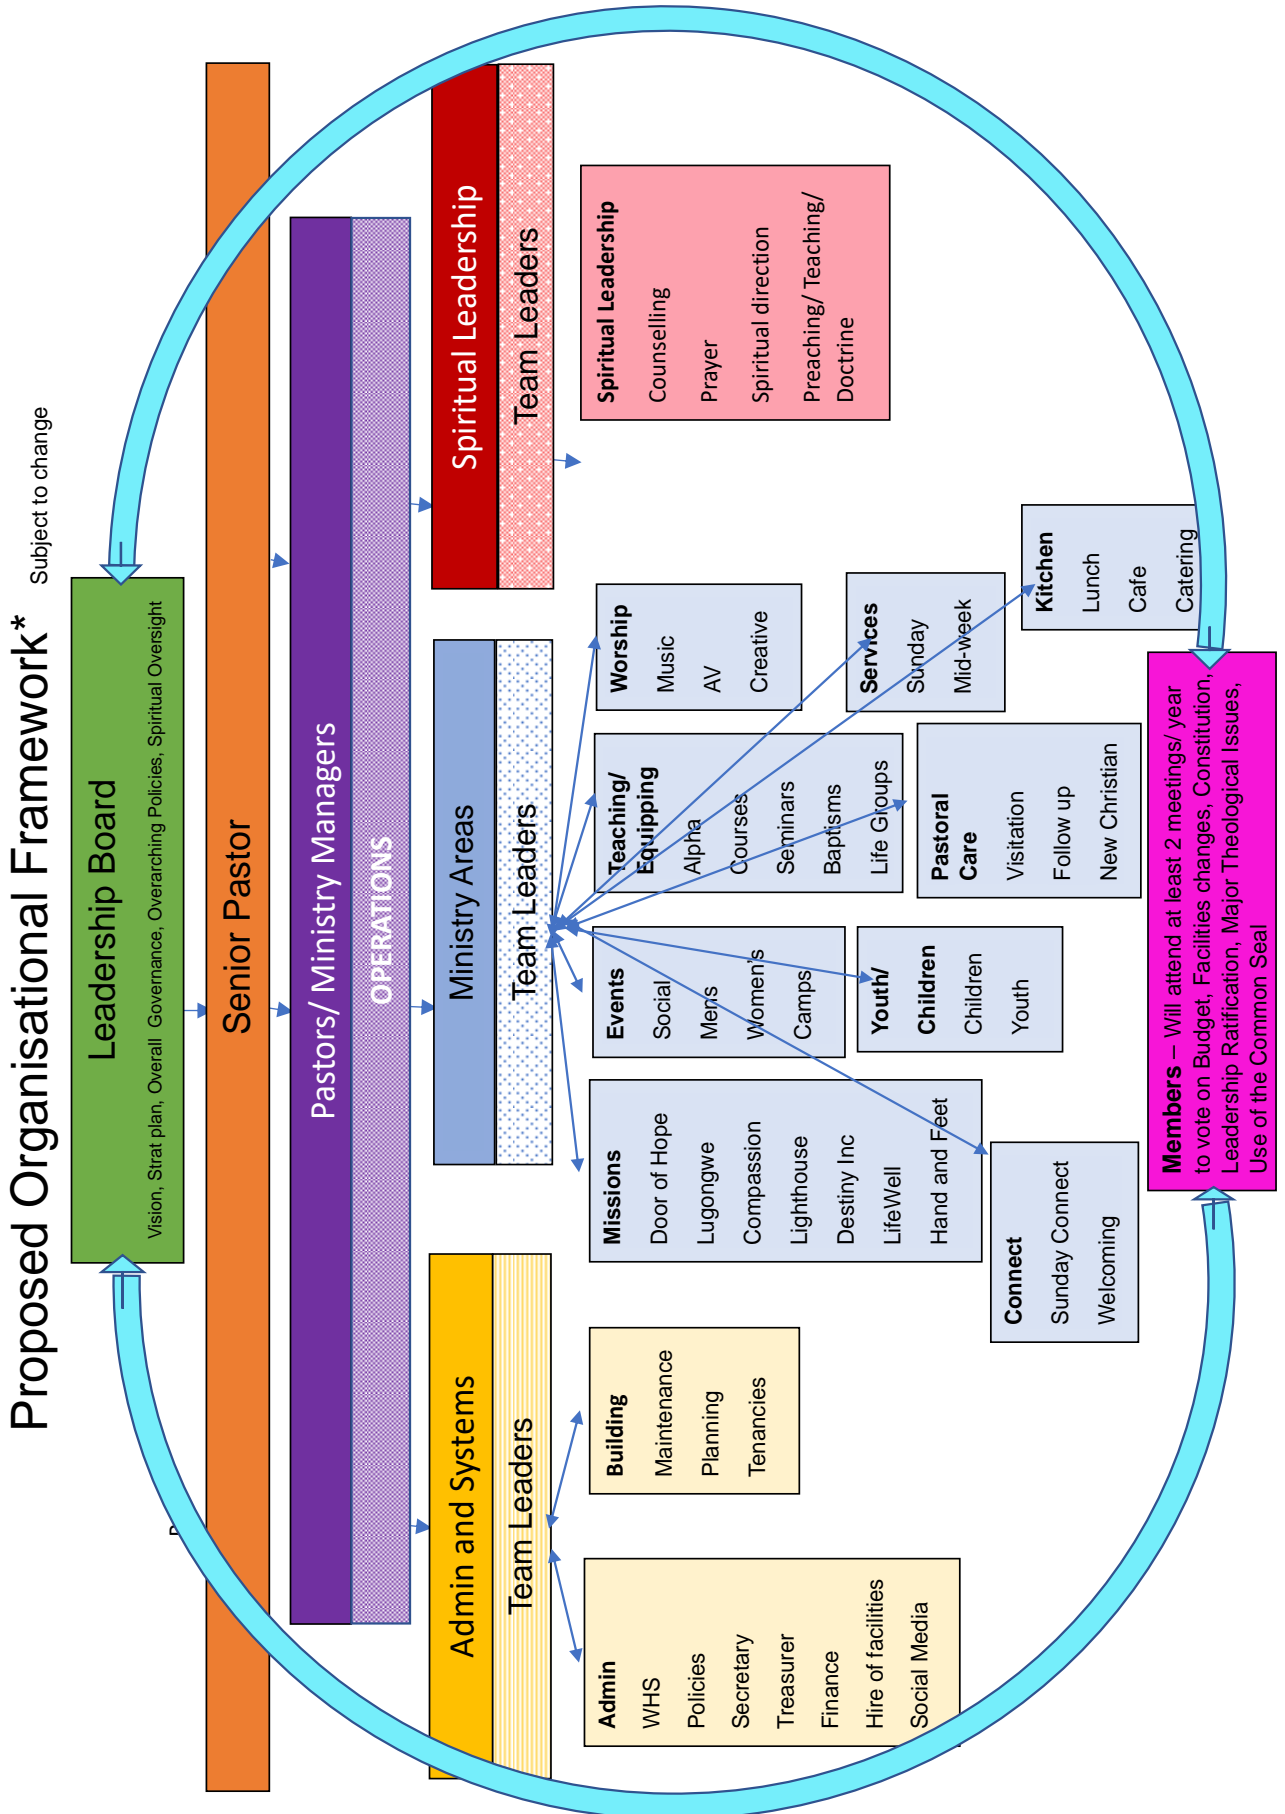 Proposed Organisational Framework*
Subject to change
Leadership Board
Vision, Strat plan, Overall Governance, Overarching Policies, Spiritual Oversight
Senior Pastor
Pastors/ Ministry Managers
OPERATIONS
Admin and Systems
Team Leaders
Ministry Areas
Team Leaders
Spiritual Leadership
Team Leaders
Admin
WHS
Policies
Secretary
Treasurer
Finance
Hire of facilities
Social Media
Building
Maintenance
Planning
Tenancies
Missions
Door of Hope
Lugongwe
Compassion
Lighthouse
Destiny Inc
LifeWell
Hand and Feet
Events
Social
Mens
Women's
Camps
Teaching/
Equipping
Alpha
Courses
Seminars
Baptisms
Life Groups
Worship
Music
AV
Creative
Spiritual Leadership
Counselling
Prayer
Spiritual direction
Preaching/ Teaching/
Doctrine
Connect
Sunday Connect
Welcoming
Youth/
Children
Children
Youth
Pastoral
Care
Visitation
Follow up
New Christian
Services
Sunday
Mid-week
Kitchen
Lunch
Cafe
Catering
Members – Will attend at least 2 meetings/ year
to vote on Budget, Facilities changes, Constitution,
Leadership Ratification, Major Theological Issues,
Use of the Common Seal